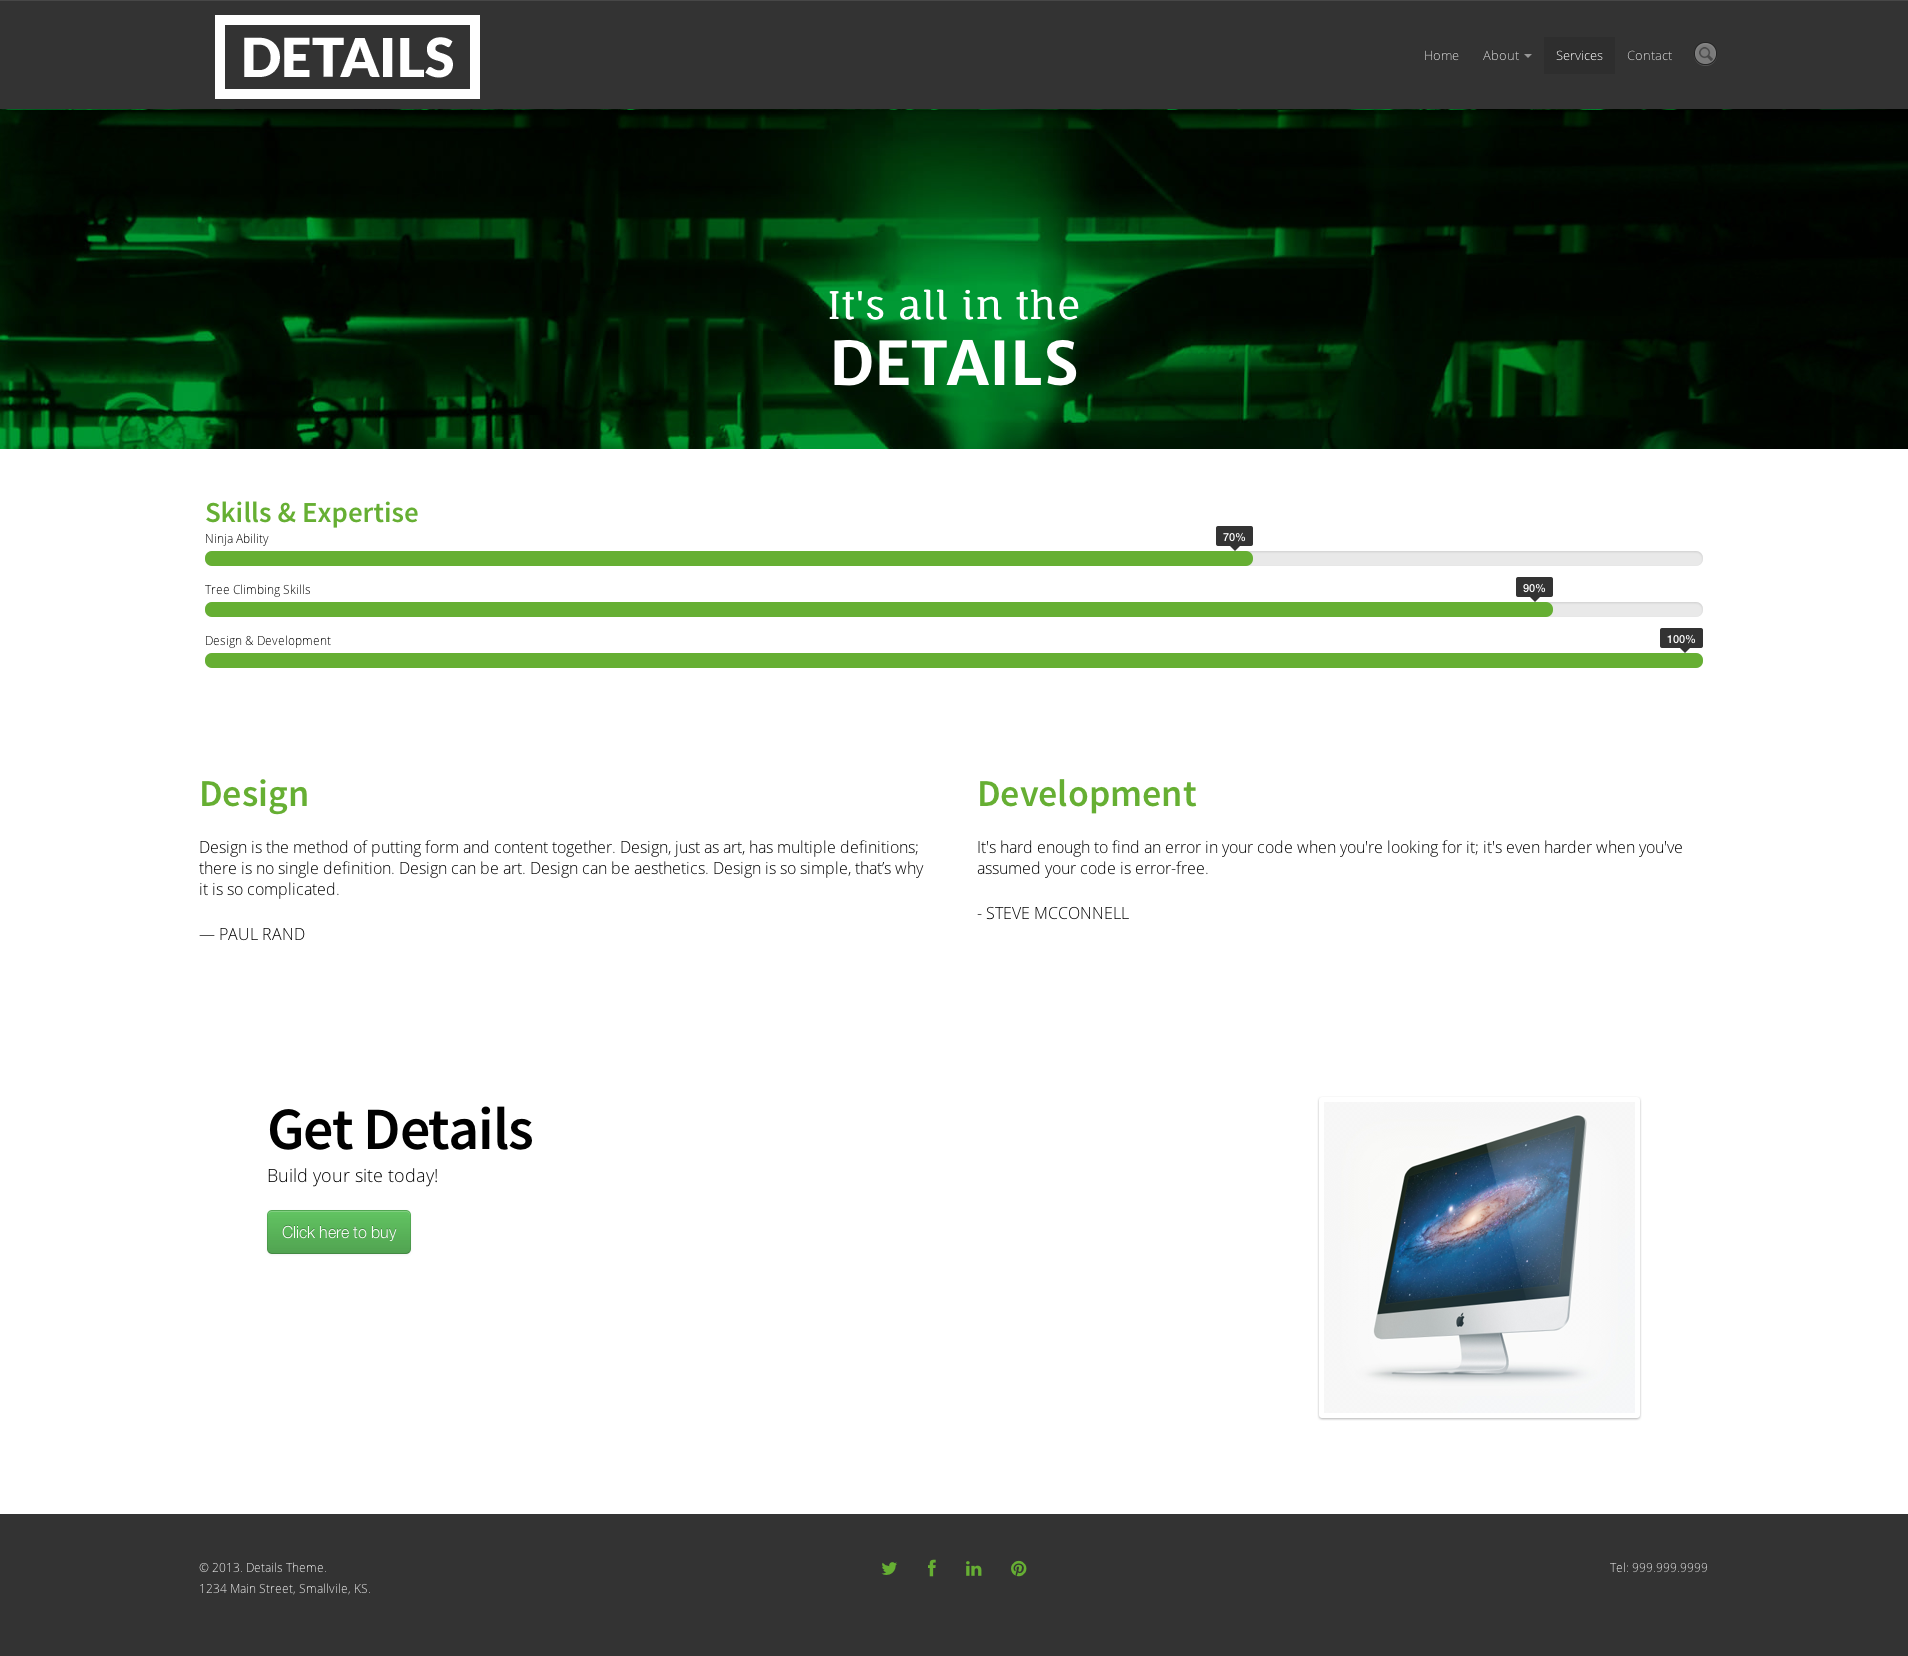 DETAILS
Home
About
Services
Contact
It's all in the
DETAILS
Skills & Expertise
Ninja Ability
70%
Tree Climbing Skills
90%
Design & Development
100%
Design
Design is the method of putting form and content together. Design, just as art, has multiple definitions;
there is no single definition. Design can be art. Design can be aesthetics. Design is so simple, that’s why
it is so complicated.
— PAUL RAND
Development
It's hard enough to find an error in your code when you're looking for it; it's even harder when you've
assumed your code is error-free.
- STEVE MCCONNELL
Get Details
Build your site today!
Click here to buy
© 2013. Details Theme.
1234 Main Street, Smallvile, KS.
Tel: 999.999.9999